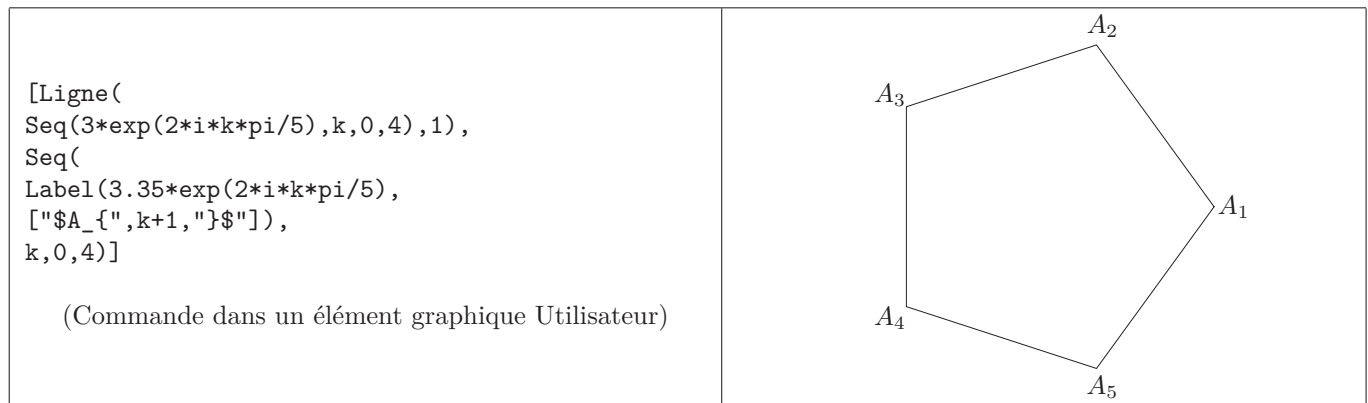 [Ligne(
Seq(3*exp(2*i*k*pi/5),k,0,4),1),
Seq(
Label(3.35*exp(2*i*k*pi/5),
["$A_{",k+1,"}$"]),
k,0,4)]
(Commande dans un élément graphique Utilisateur)
A₂
A₃
A₁
A₄
A₅